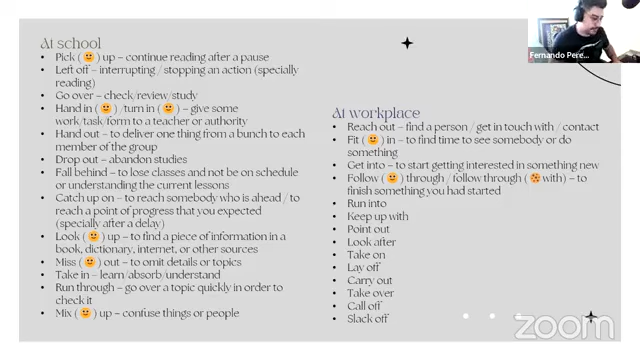 At school
• Pick (🙂) up – continue reading after a pause
• Left off – interrupting / stopping an action (specially
reading)
• Go over – check/review/study
• Hand in (🙂) /turn in (🙂) – give some
work/task/form to a teacher or authority
• Hand out – to deliver one thing from a bunch to each
member of the group
• Drop out – abandon studies
• Fall behind – to lose classes and not be on schedule
or understanding the current lessons
• Catch up on – to reach somebody who is ahead / to
reach a point of progress that you expected
(specially after a delay)
• Look (🙂) up – to find a piece of information in a
book, dictionary, internet, or other sources
• Miss (🙂) out – to omit details or topics
• Take in – learn/absorb/understand
• Run through – go over a topic quickly in order to
check it
• Mix (🙂) up – confuse things or people
At workplace
• Reach out – find a person / get in touch with / contact
• Fit (🙂) in – to find time to see somebody or do
something
• Get into – to start getting interested in something new
• Follow (🙂) through / follow through (🍪 with) – to
finish something you had started
• Run into
• Keep up with
• Point out
• Look after
• Take on
• Lay off
• Carry out
• Take over
• Call off
• Slack off
Fernando Pere...
zoom